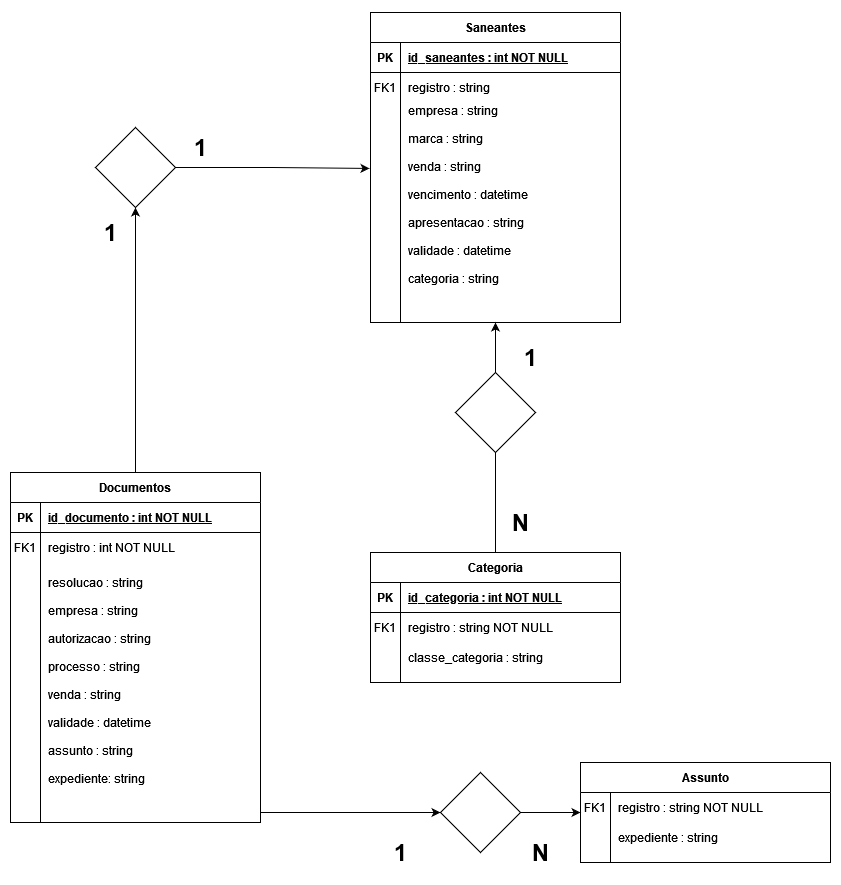 Saneantes
PK id_saneantes : int NOT NULL
FK1 registro : string
empresa : string
marca : string
venda : string
vencimento : datetime
apresentacao : string
validade : datetime
categoria : string
1
1
1
N
Documentos
PK id_documento : int NOT NULL
FK1 registro : int NOT NULL
resolucao : string
empresa : string
autorizacao : string
processo : string
venda : string
validade : datetime
assunto : string
expediente: string
Categoria
PK id_categoria : int NOT NULL
FK1 registro : string NOT NULL
classe_categoria : string
1
N
Assunto
FK1 registro : string NOT NULL
expediente : string